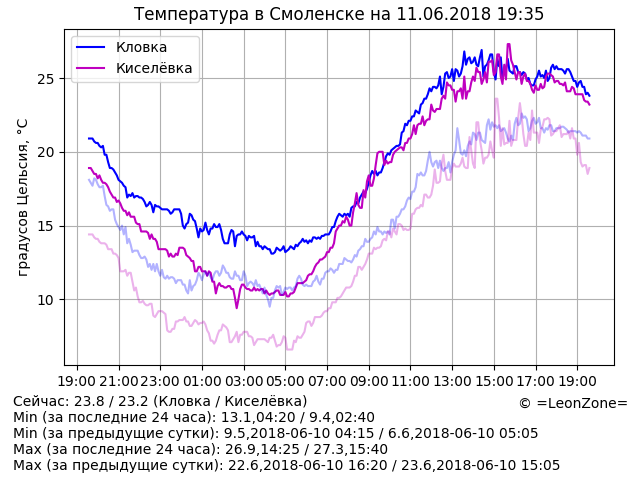 Температура в Смоленске на 11.06.2018 19:35
Кловка
Киселёвка
градусов Цельсия, °C
25
20
15
10
19:00 21:00 23:00 01:00 03:00 05:00 07:00 09:00 11:00 13:00 15:00 17:00 19:00
Сейчас: 23.8 / 23.2 (Кловка / Киселёвка)
© =LeonZone=
Min (за последние 24 часа): 13.1,04:20 / 9.4,02:40
Min (за предыдущие сутки): 9.5,2018-06-10 04:15 / 6.6,2018-06-10 05:05
Max (за последние 24 часа): 26.9,14:25 / 27.3,15:40
Max (за предыдущие сутки): 22.6,2018-06-10 16:20 / 23.6,2018-06-10 15:05